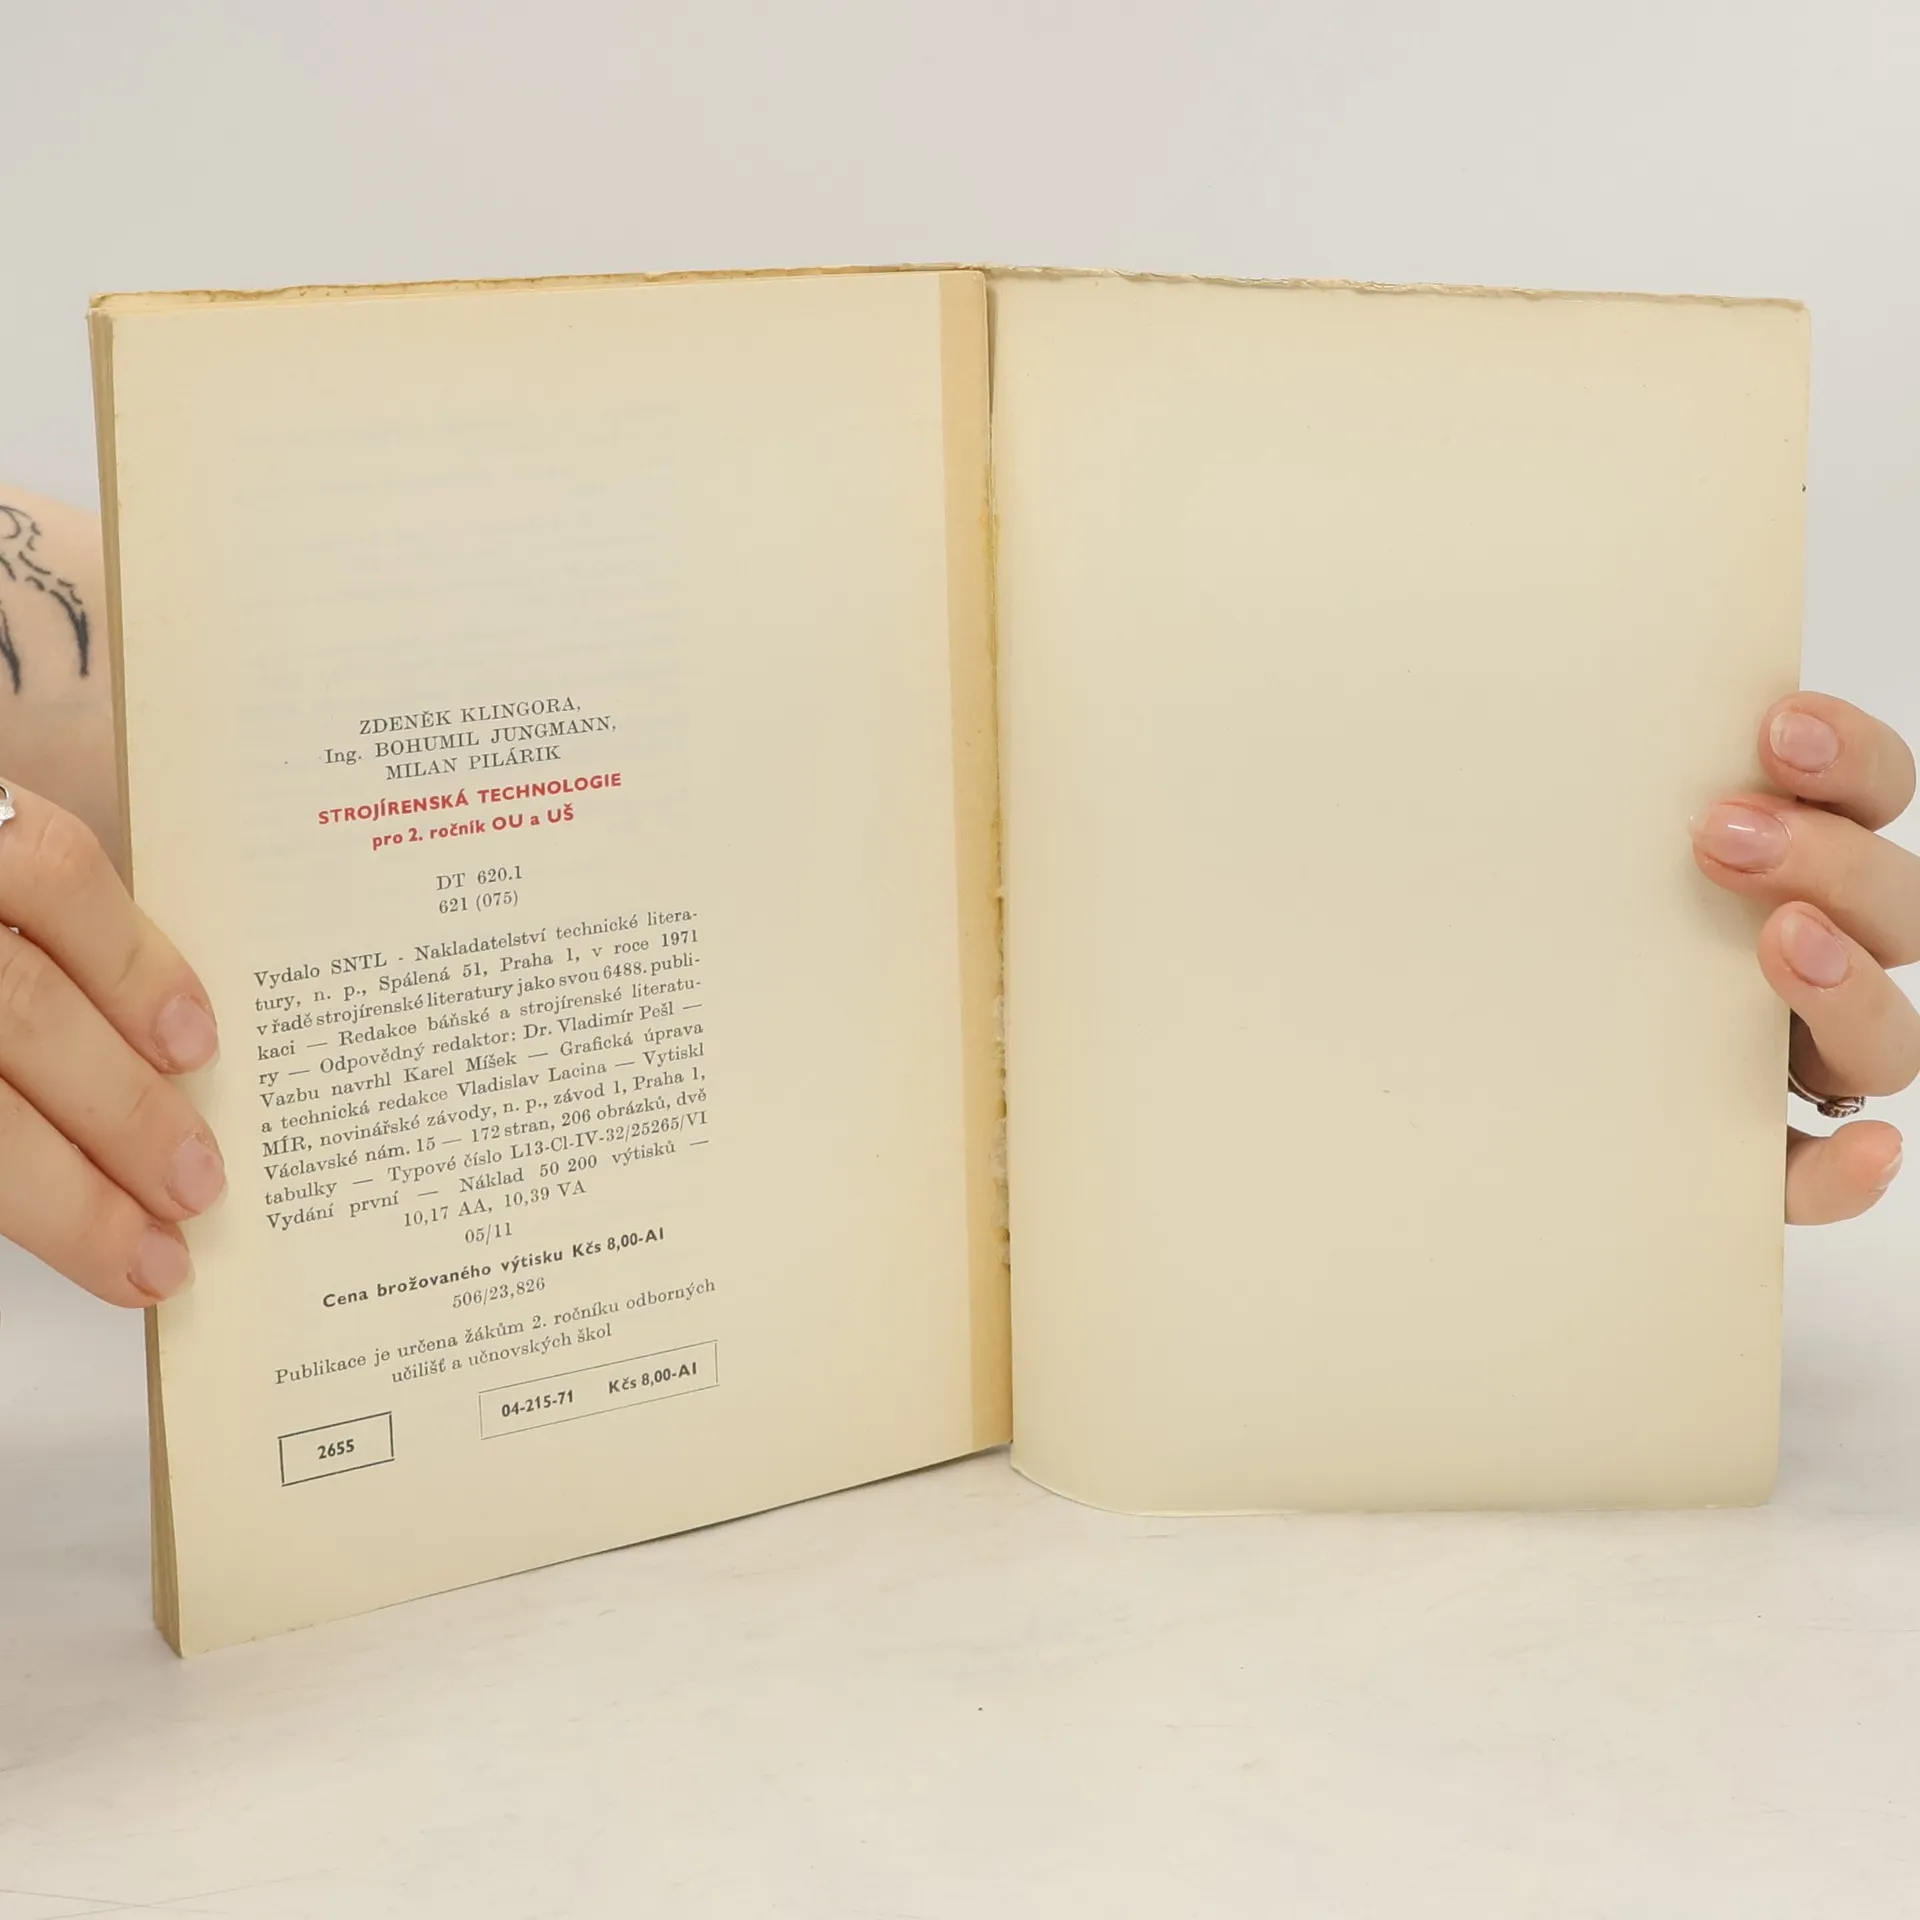 ZDENĚK KLINGORA,
Ing. BOHUMIL JUNGMANN,
MILAN PILÁRIK
STROJÍRENSKÁ TECHNOLOGIE
pro 2. ročník OU a UŠ
DT 620.1
621 (075)
Vydalo SNTL - Nakladatelství technické litera-
tury, n. p., Spálená 51, Praha 1, v roce 1971
v řadě strojírenské literatury jako svou 6488. publi-
kaci — Redakce báňské a strojírenské literatu-
ry — Odpovědný redaktor: Dr. Vladimír Pešl —
Vazbu navrhl Karel Míšek — Grafická úprava
a technická redakce Vladislav Lacina — Vytiskl
MÍR, novinářské závody, n. p., závod 1, Praha 1,
Václavské nám. 15 — 172 stran, 206 obrázků, dvě
tabulky — Typové číslo L13-Cl-IV-32/25265/VI
Vydání první — Náklad 50 200 výtisků —
10,17 AA, 10,39 VA
05/11
Cena brožovaného výtisku Kčs 8,00-AI
506/23,826
Publikace je určena žákům 2. ročníku odborných
učilišť a učnovských škol
04-215-71 Kčs 8,00-AI
2655